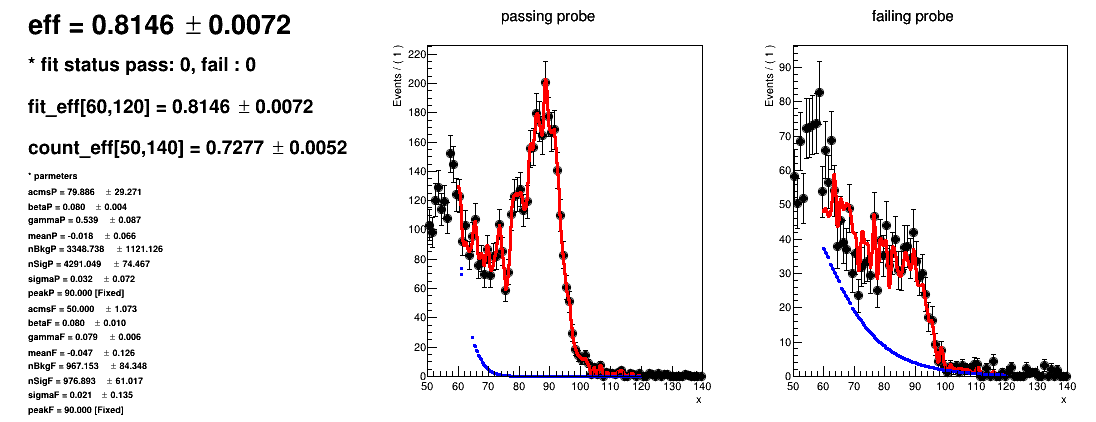 eff = 0.8146 ± 0.0072
* fit status pass: 0, fail : 0
fit_eff[60,120] = 0.8146 ± 0.0072
count_eff[50,140] = 0.7277 ± 0.0052
* parmeters
acmsP = 79.886 ± 29.271
betaP = 0.080 ± 0.004
gammaP = 0.539 ± 0.087
meanP = -0.018 ± 0.066
nBkgP = 3348.738 ± 1121.126
nSigP = 4291.049 ± 74.467
sigmaP = 0.032 ± 0.072
peakP = 90.000 [Fixed]
acmsF = 50.000 ± 1.073
betaF = 0.080 ± 0.010
gammaF = 0.079 ± 0.006
meanF = -0.047 ± 0.126
nBkgF = 967.153 ± 84.348
nSigF = 976.893 ± 61.017
sigmaF = 0.021 ± 0.135
peakF = 90.000 [Fixed]
passing probe
Events / ( 1 )
220
200
180
160
140
120
100
80
60
40
20
0
50 60 70 80 90 100 110 120 130 140
x
failing probe
Events / ( 1 )
90
80
70
60
50
40
30
20
10
0
50 60 70 80 90 100 110 120 130 140
x